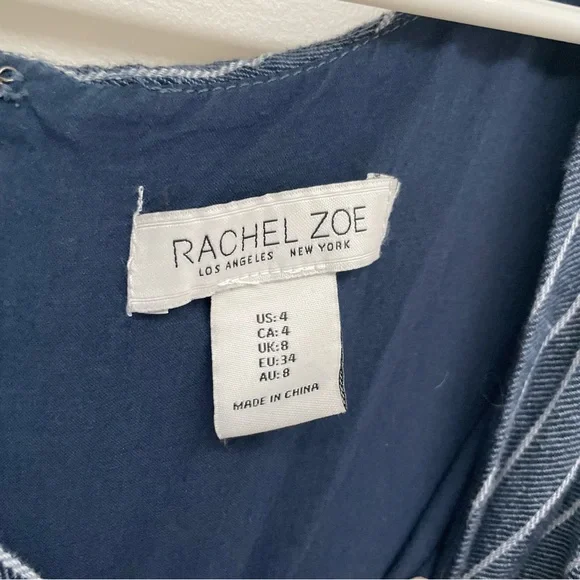 RACHEL ZOE
LOS ANGELES NEW YORK
US: 4
CA: 4
UK: 8
EU: 34
AU: 8
MADE IN CHINA